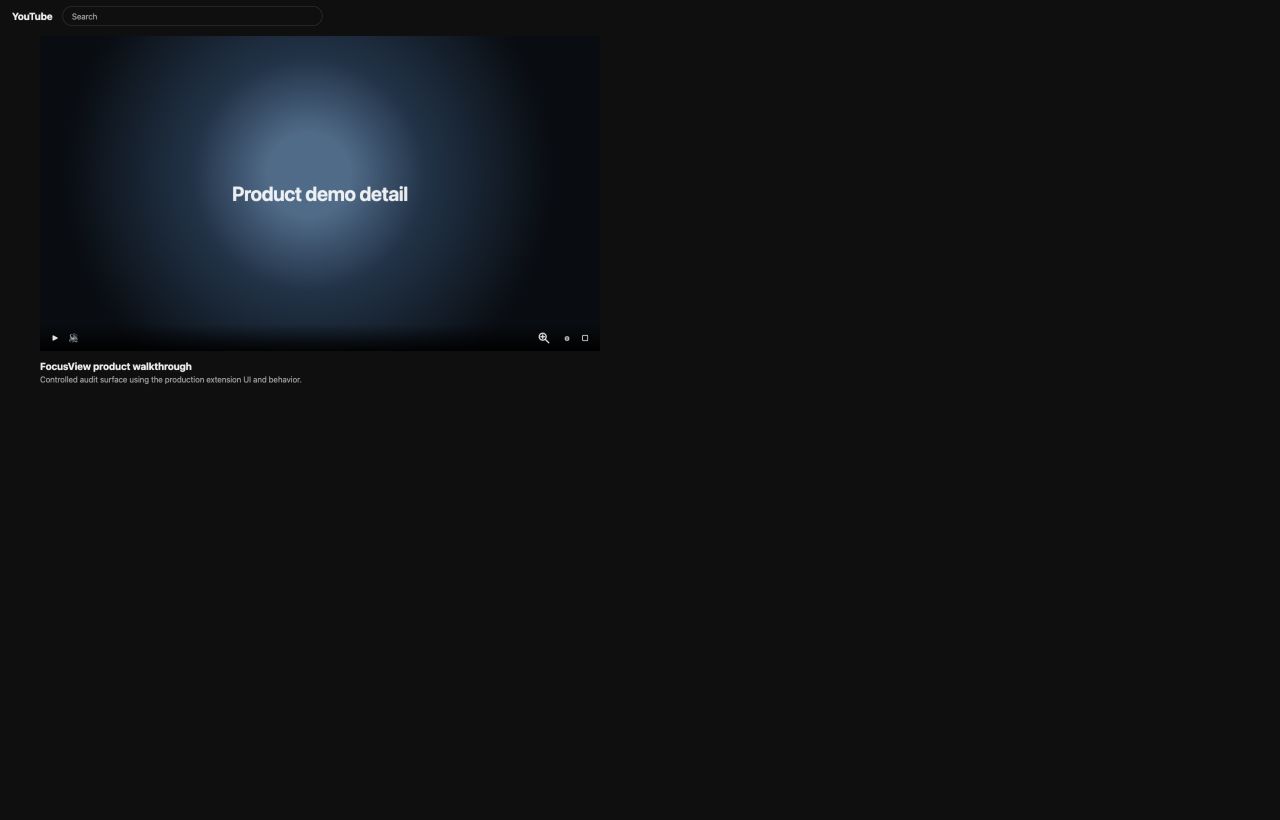 YouTube
Search
Product demo detail
FocusView product walkthrough
Controlled audit surface using the production extension UI and behavior.